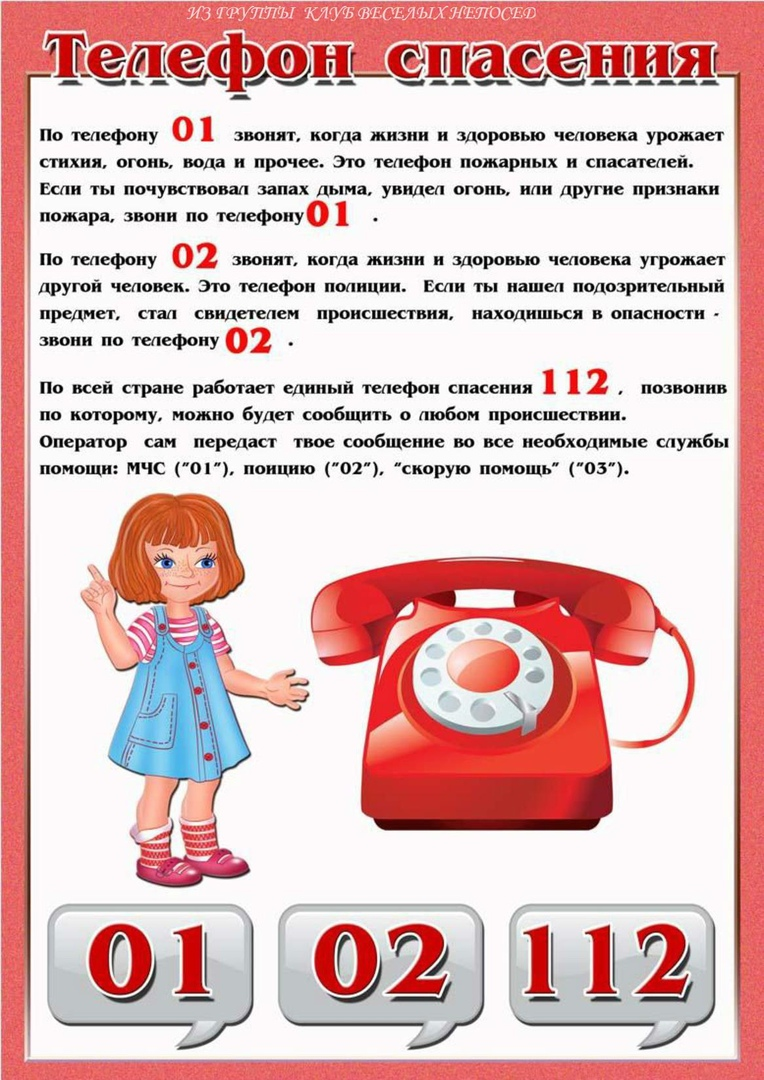 ИЗ ГРУППЫ КЛУБ ВЕСЕЛЫХ НЕПОСЕД
Телефон спасения
По телефону 01 звонят, когда жизни и здоровью человека урожает
стихия, огонь, вода и прочее. Это телефон пожарных и спасателей.
Если ты почувствовал запах дыма, увидел огонь, или другие признаки
пожара, звони по телефону 01 .
По телефону 02 звонят, когда жизни и здоровью человека угрожает
другой человек. Это телефон полиции. Если ты нашел подозрительный
предмет, стал свидетелем происшествия, находишься в опасности -
звони по телефону 02 .
По всей стране работает единый телефон спасения 112 , позвонив
по которому, можно будет сообщить о любом происшествии.
Оператор сам передаст твое сообщение во все необходимые службы
помощи: МЧС ("01"), поицию ("02"), "скорую помощь" ("03").
01 02 112